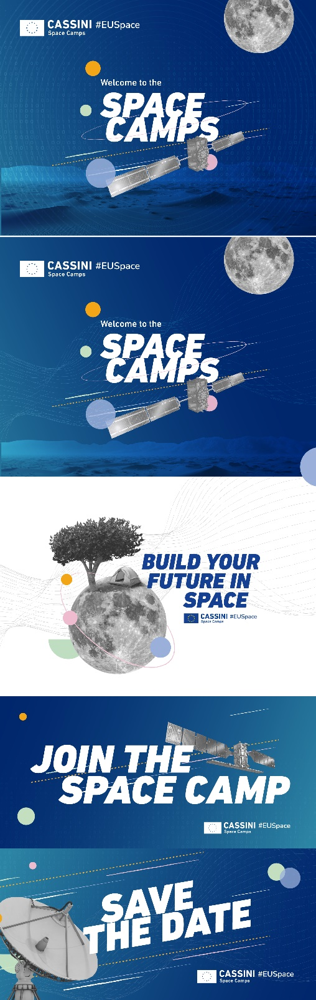 CASSINI #EUSpace
Space Camps
Welcome to the
SPACE
CAMPS
CASSINI #EUSpace
Space Camps
Welcome to the
SPACE
CAMPS
BUILD YOUR
FUTURE IN
SPACE
CASSINI #EUSpace
Space Camps
JOIN THE
SPACE CAMP
CASSINI #EUSpace
Space Camps
SAVE
THE DATE
CASSINI #EUSpace
Space Camps